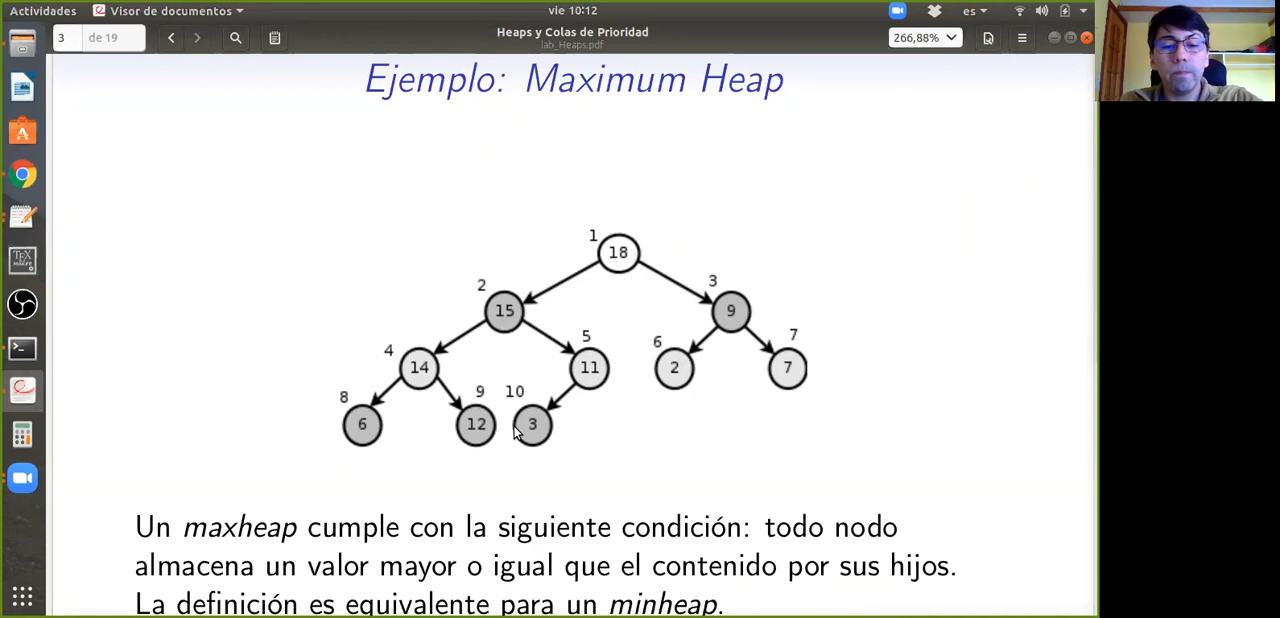 Actividades
Visor de documentos
vie 10:12
es
3
de 19
Heaps y Colas de Prioridad
lab_Heaps.pdf
266,88%
Ejemplo: Maximum Heap
1
18
2
3
15
9
4
5
6
7
14
11
2
7
8
9
10
6
12
3
Un maxheap cumple con la siguiente condición: todo nodo
almacena un valor mayor o igual que el contenido por sus hijos.
La definición es equivalente para un minheap.